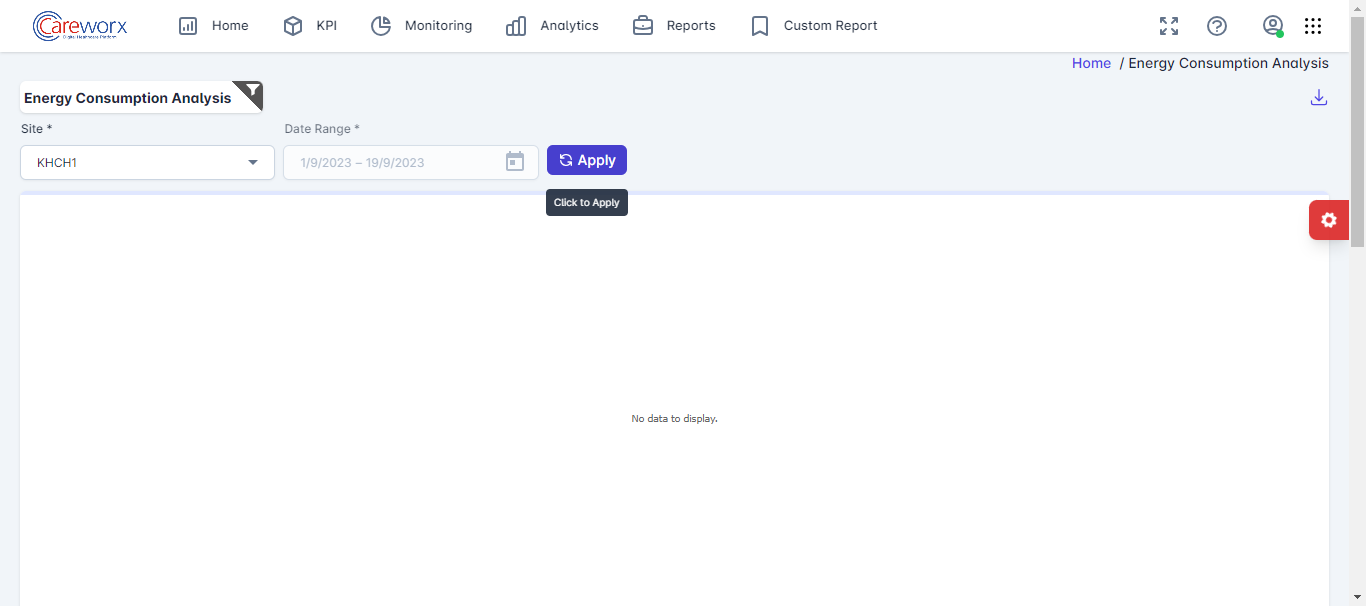 Careworx
Digital Healthcare Platform
Home KPI Monitoring Analytics Reports Custom Report
Home / Energy Consumption Analysis
Energy Consumption Analysis
Site * Date Range *
KHCH1 1/9/2023 – 19/9/2023 Apply
Click to Apply
No data to display.